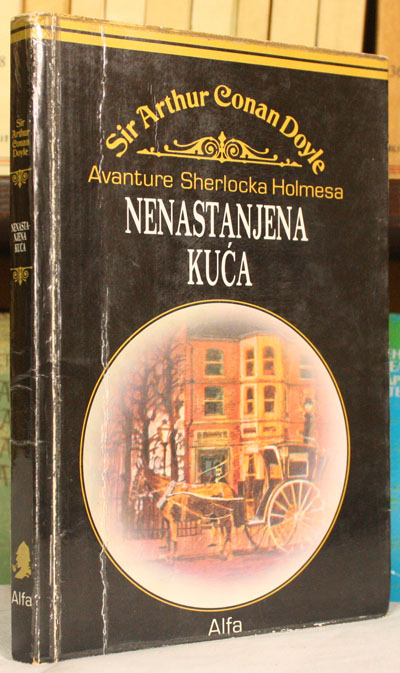 Sir Arthur Conan Doyle
Avanture Sherlocka Holmesa
NENASTANJENA
KUĆA
Alfa
Sir
Arthur
Conan
Doyle
NENASTA-
NJENA
KUĆA
Alfa